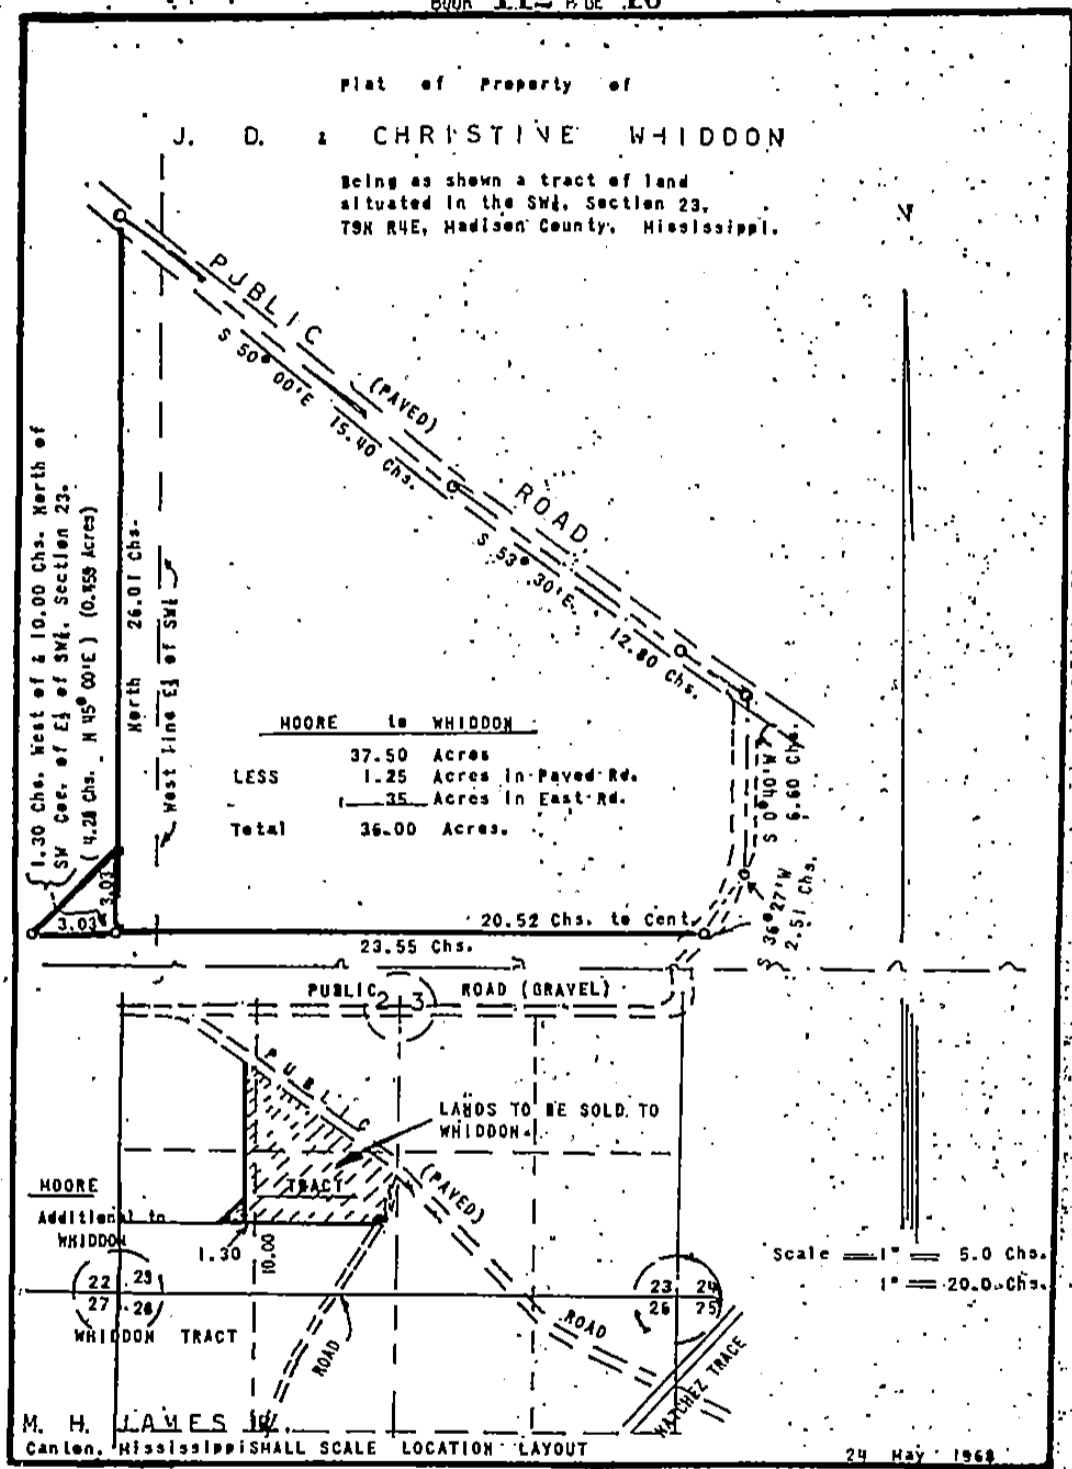 BOOK 112
Plat of Property of
J. D. & CHRISTINE WHIDDON
Being as shown a tract of land
situated in the SW¼, Section 23,
T9N R4E, Madison County, Mississippi.
N
PUBLIC (PAVED) ROAD
S 50° 00'E 15.40 Chs.
S 53° 30'E 12.80 Chs.
1.30 Chs. West of & 10.00 Chs. North of
SW Cor. of E½ of SW¼, Section 23.
(4.28 Chs. N 45° 00'E) (0.459 Acres)
North 26.01 Chs.
West line E½ of SW¼
MOORE to WHIDDON
37.50 Acres
LESS 1.25 Acres in Paved Rd.
.35 Acres in East Rd.
Total 36.00 Acres.
S 0° 40'W 6.60 Chs.
S 36° 27'W 2.51 Chs.
3.03
3.03
20.52 Chs. to Cent.
23.55 Chs.
PUBLIC ROAD (GRAVEL)
2 3
PUBLIC (PAVED) ROAD
LANDS TO BE SOLD TO
WHIDDON
MOORE TRACT
Additional to
WHIDDON
1.30
10.00
Scale 1" = 5.0 Chs.
1" = 20.0 Chs.
22 23
27 26
23 24
26 25
WHIDDON TRACT
ROAD
NATCHEZ TRACE
M. H. JAMES JR.
Canton, Mississippi SMALL SCALE LOCATION LAYOUT
24 May 1968